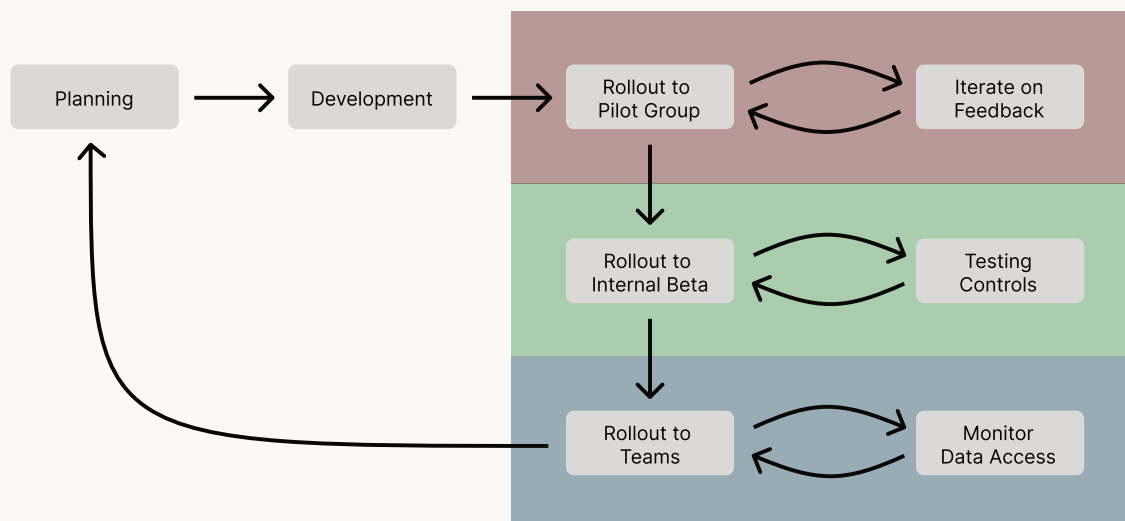 Planning
Development
Rollout to
Pilot Group
Iterate on
Feedback
Rollout to
Internal Beta
Testing
Controls
Rollout to
Teams
Monitor
Data Access